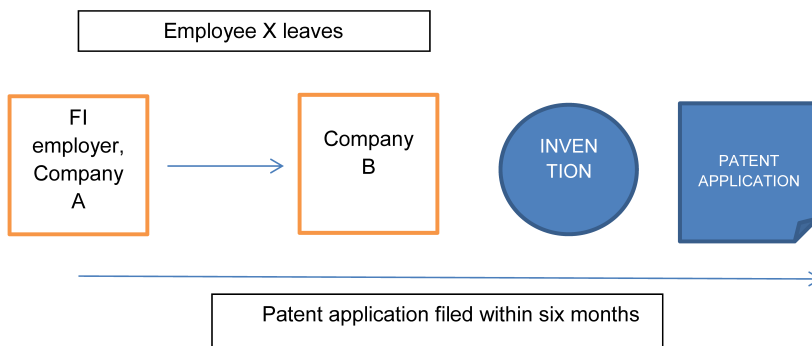 Employee X leaves
FI
employer,
Company
A
Company
B
INVEN
TION
PATENT
APPLICATION
Patent application filed within six months